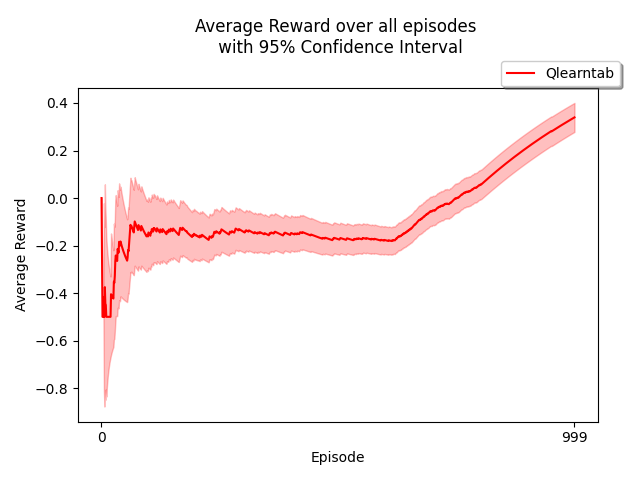 Average Reward over all episodes
with 95% Confidence Interval
Qlearntab
0.4
0.2
0.0
−0.2
−0.4
−0.6
−0.8
Average Reward
0 999
Episode